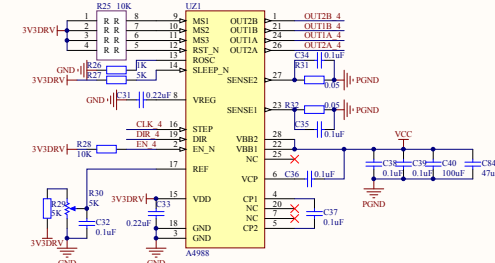 R25 10K
UZ1
3V3DRV
1 R R 8 9 MS1
2 R R 7 10 MS2
3 R R 6 11 MS3
4 R R 5 12 RST_N
13 ROSC
14 SLEEP_N
GND R26 1K
3V3DRV R27 5K
GND C31 0.22uF 8 VREG
CLK_4 16 STEP
DIR_4 19 DIR
EN_4 2 EN_N
3V3DRV R28
10K
17 REF
R29
5K
R30
5K
C32
0.1uF
3V3DRV
GND
3V3DRV 15 VDD
C33
0.22uF
18 GND
3 GND
GND
A4988
OUT2B 1 OUT2B_4
OUT1B 21 OUT1B_4
OUT1A 24 OUT1A_4
OUT2A 26 OUT2A_4
C34 0.1uF
SENSE2 27
R31 0.05 PGND
SENSE1 23 R32 0.05 PGND
C35 0.1uF
VBB2 28
VBB1 22
NC 25
VCP 6 C36 0.1uF
CP1 4
NC 20
NC 7
CP2 5
C37
0.1uF
VCC
C38
0.1uF
C39
0.1uF
C40
100uF
C84
47u
PGND